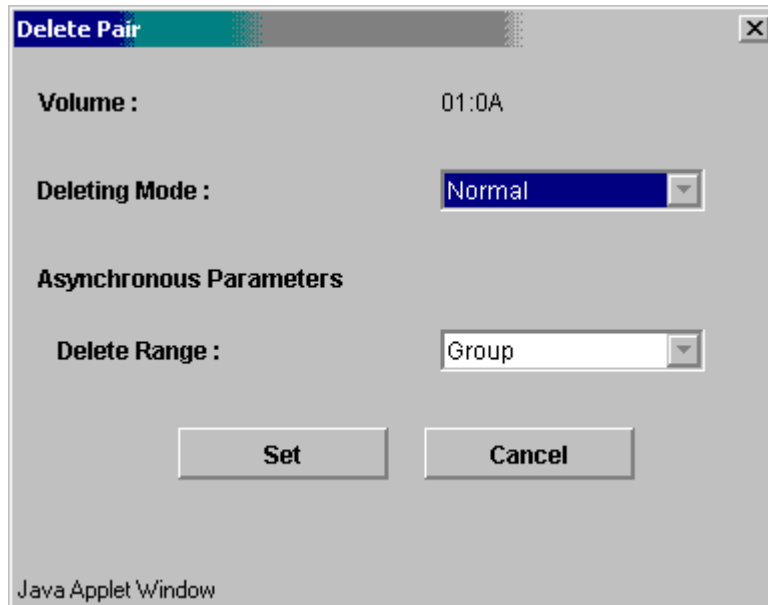 Delete Pair
Volume : 01:0A
Deleting Mode : Normal
Asynchronous Parameters
Delete Range : Group
Set Cancel
Java Applet Window